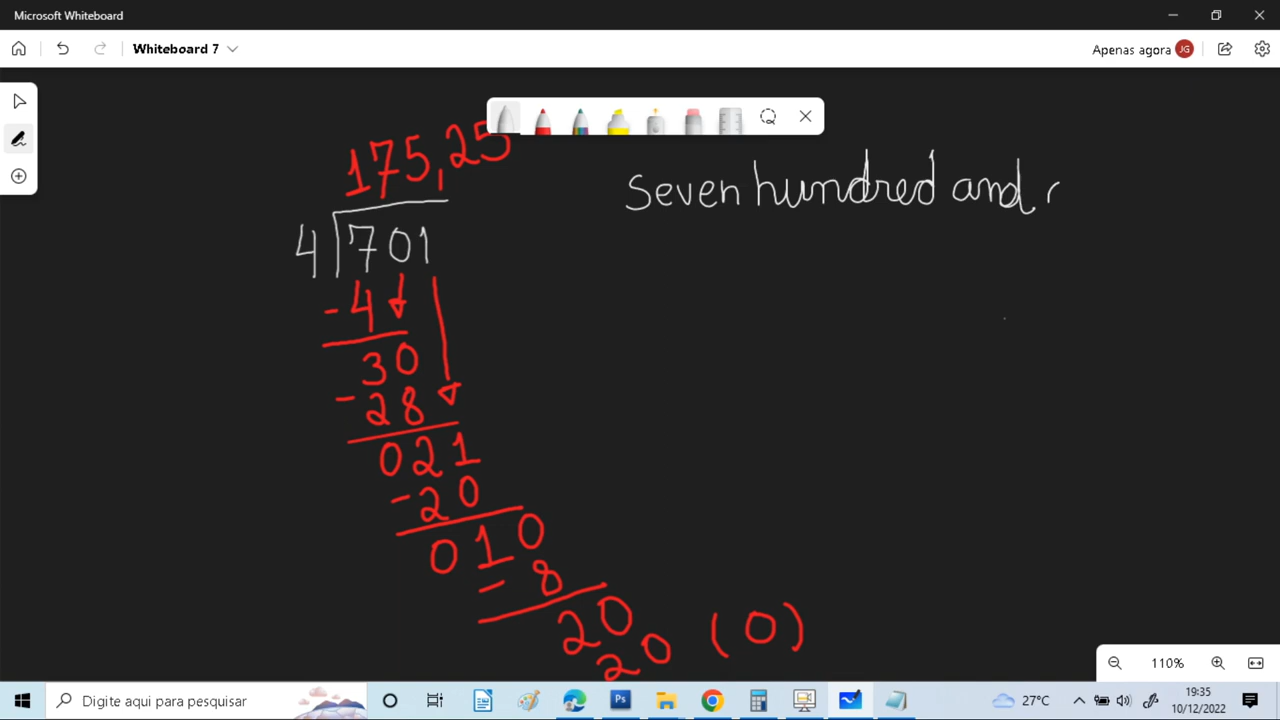 Microsoft Whiteboard
Whiteboard 7
Apenas agora JG
175,25
Seven hundred and
4 701
- 4
30
- 28
021
- 20
010
- 8
20
20 (0)
110%
Digite aqui para pesquisar
Ps
27°C
19:35
10/12/2022